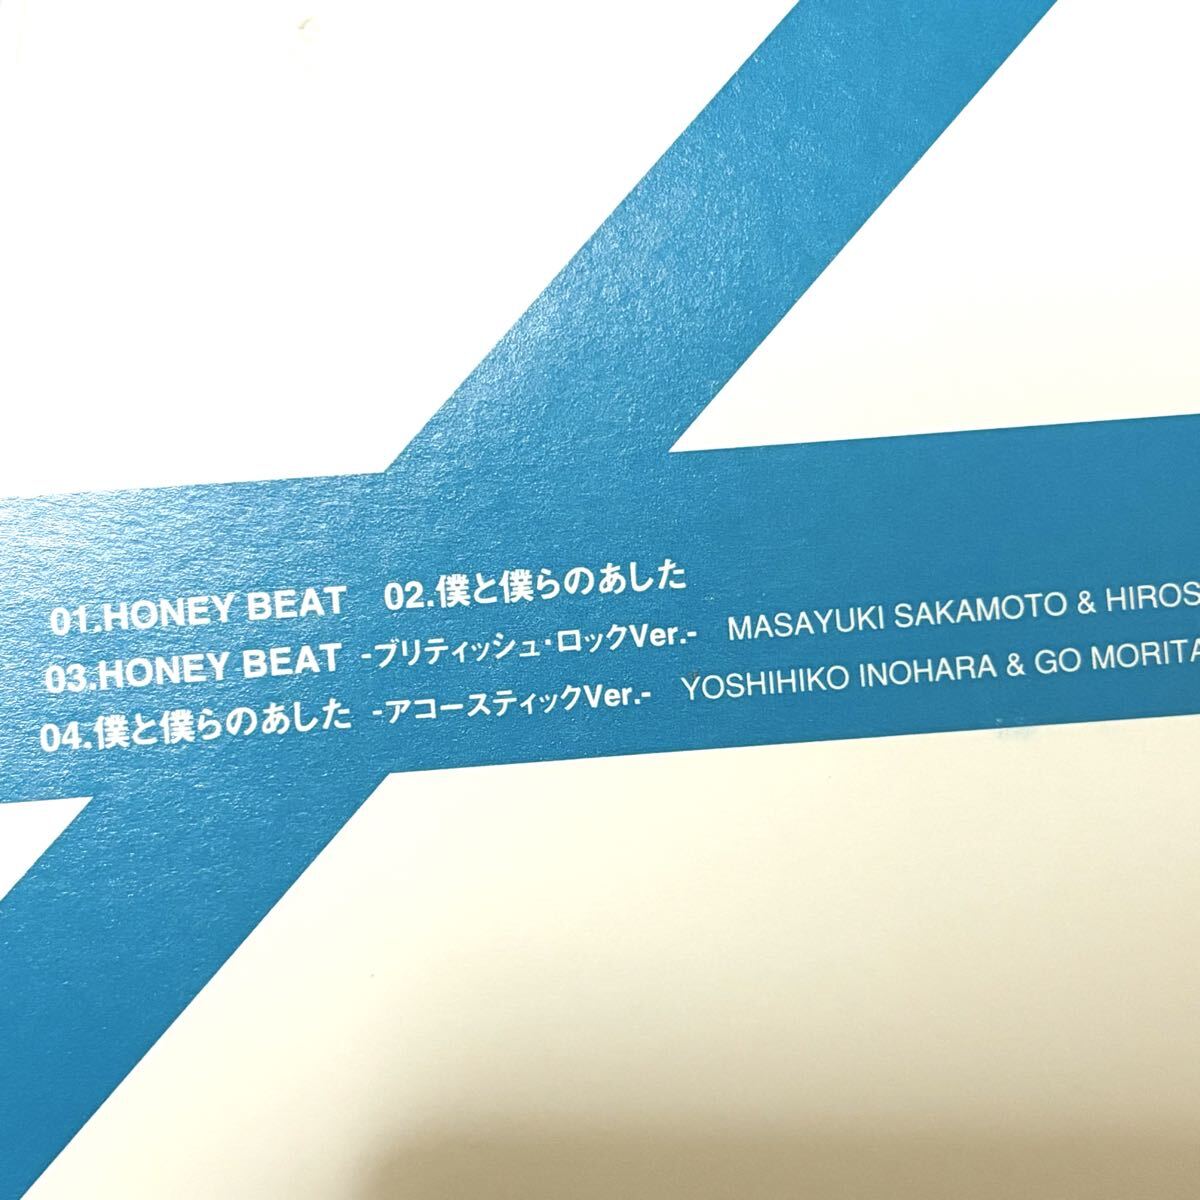 01.HONEY BEAT 02.僕と僕らのあした
03.HONEY BEAT -ブリティッシュ・ロックVer.- MASAYUKI SAKAMOTO & HIROS
04.僕と僕らのあした -アコースティックVer.- YOSHIHIKO INOHARA & GO MORITA